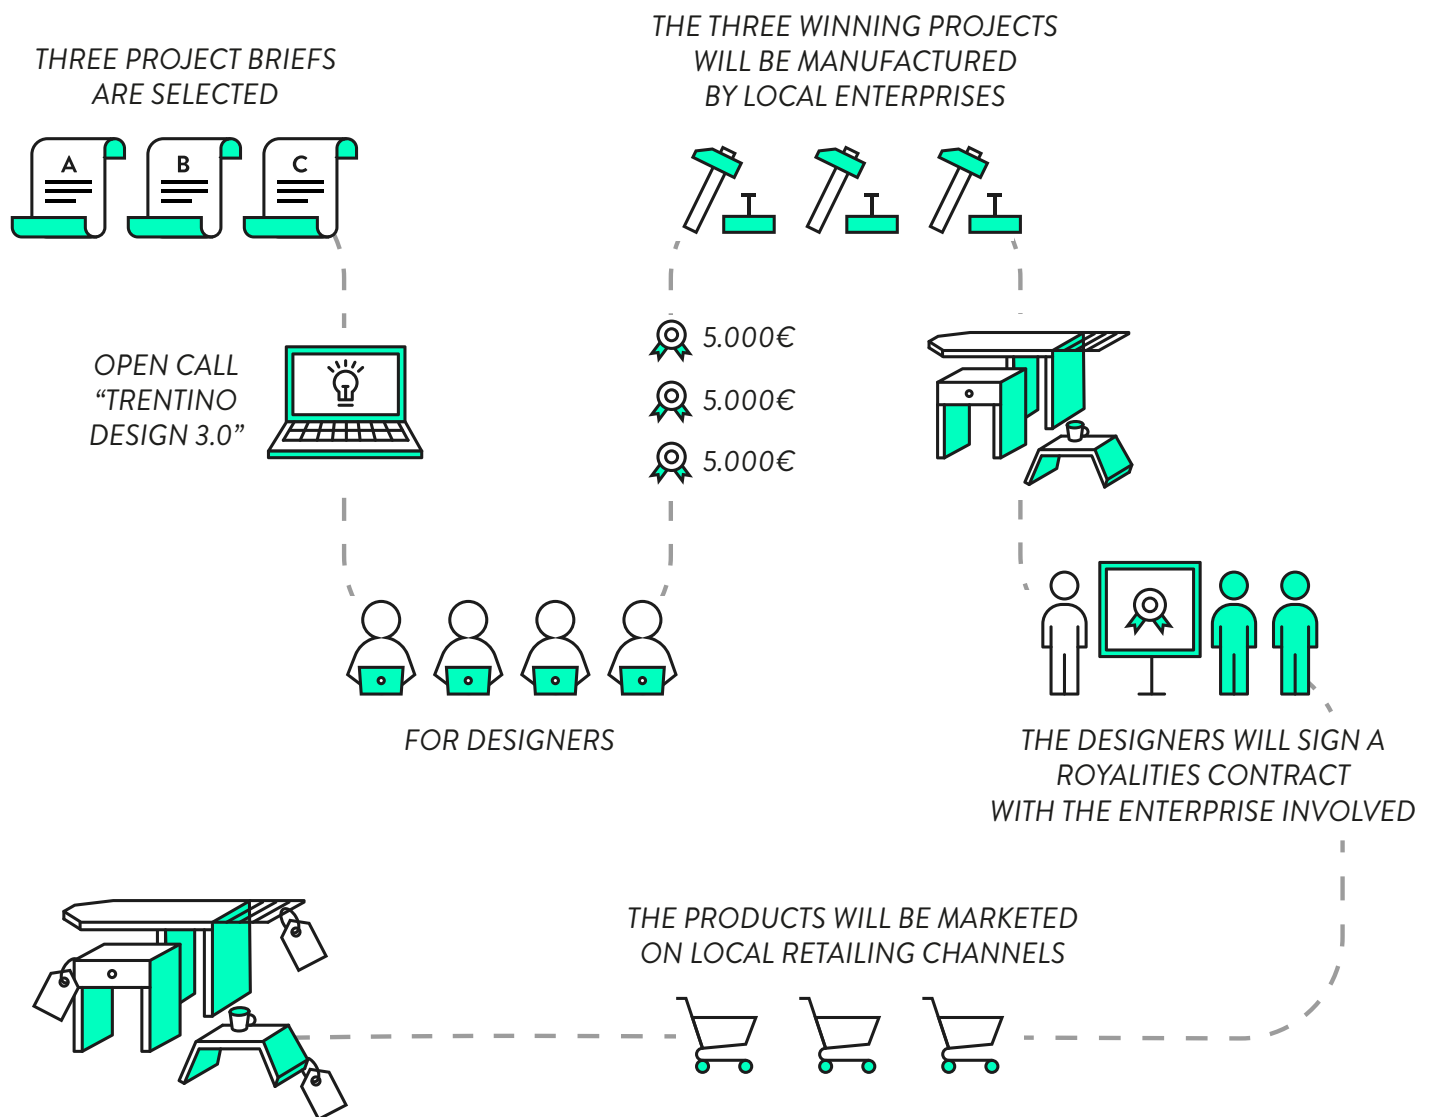 THREE PROJECT BRIEFS
ARE SELECTED
A
B
C
OPEN CALL
“TRENTINO
DESIGN 3.0”
FOR DESIGNERS
5.000€
5.000€
5.000€
THE THREE WINNING PROJECTS
WILL BE MANUFACTURED
BY LOCAL ENTERPRISES
THE DESIGNERS WILL SIGN A
ROYALITIES CONTRACT
WITH THE ENTERPRISE INVOLVED
THE PRODUCTS WILL BE MARKETED
ON LOCAL RETAILING CHANNELS